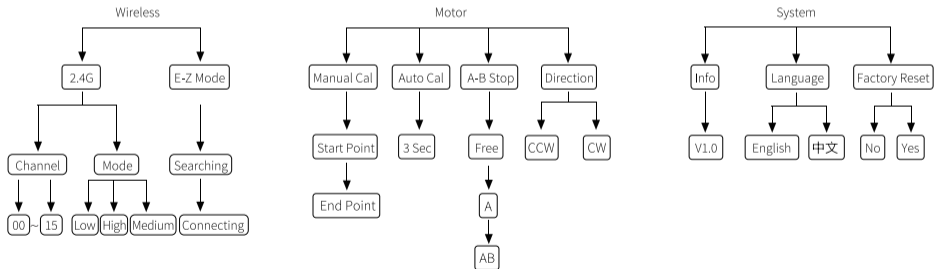 Wireless
Motor
System
2.4G
E-Z Mode
Manual Cal
Auto Cal
A-B Stop
Direction
Info
Language
Factory Reset
Channel
Mode
Searching
Start Point
3 Sec
Free
CCW
CW
V1.0
English
中文
No
Yes
00 ~ 15
Low
High
Medium
Connecting
End Point
A
AB